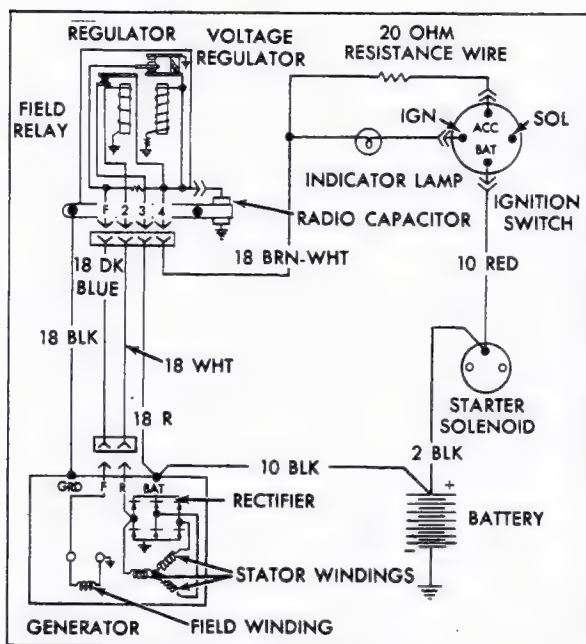 REGULATOR
VOLTAGE
REGULATOR
20 OHM
RESISTANCE WIRE
FIELD
RELAY
IGN
ACC
SOL
BAT
INDICATOR LAMP
IGNITION
SWITCH
F 2 3 4
RADIO CAPACITOR
18 BRN-WHT
18 DK
BLUE
10 RED
18 BLK
18 WHT
STARTER
SOLENOID
18 R
2 BLK
10 BLK
GRD F R BAT
RECTIFIER
+
BATTERY
-
STATOR WINDINGS
GENERATOR
FIELD WINDING